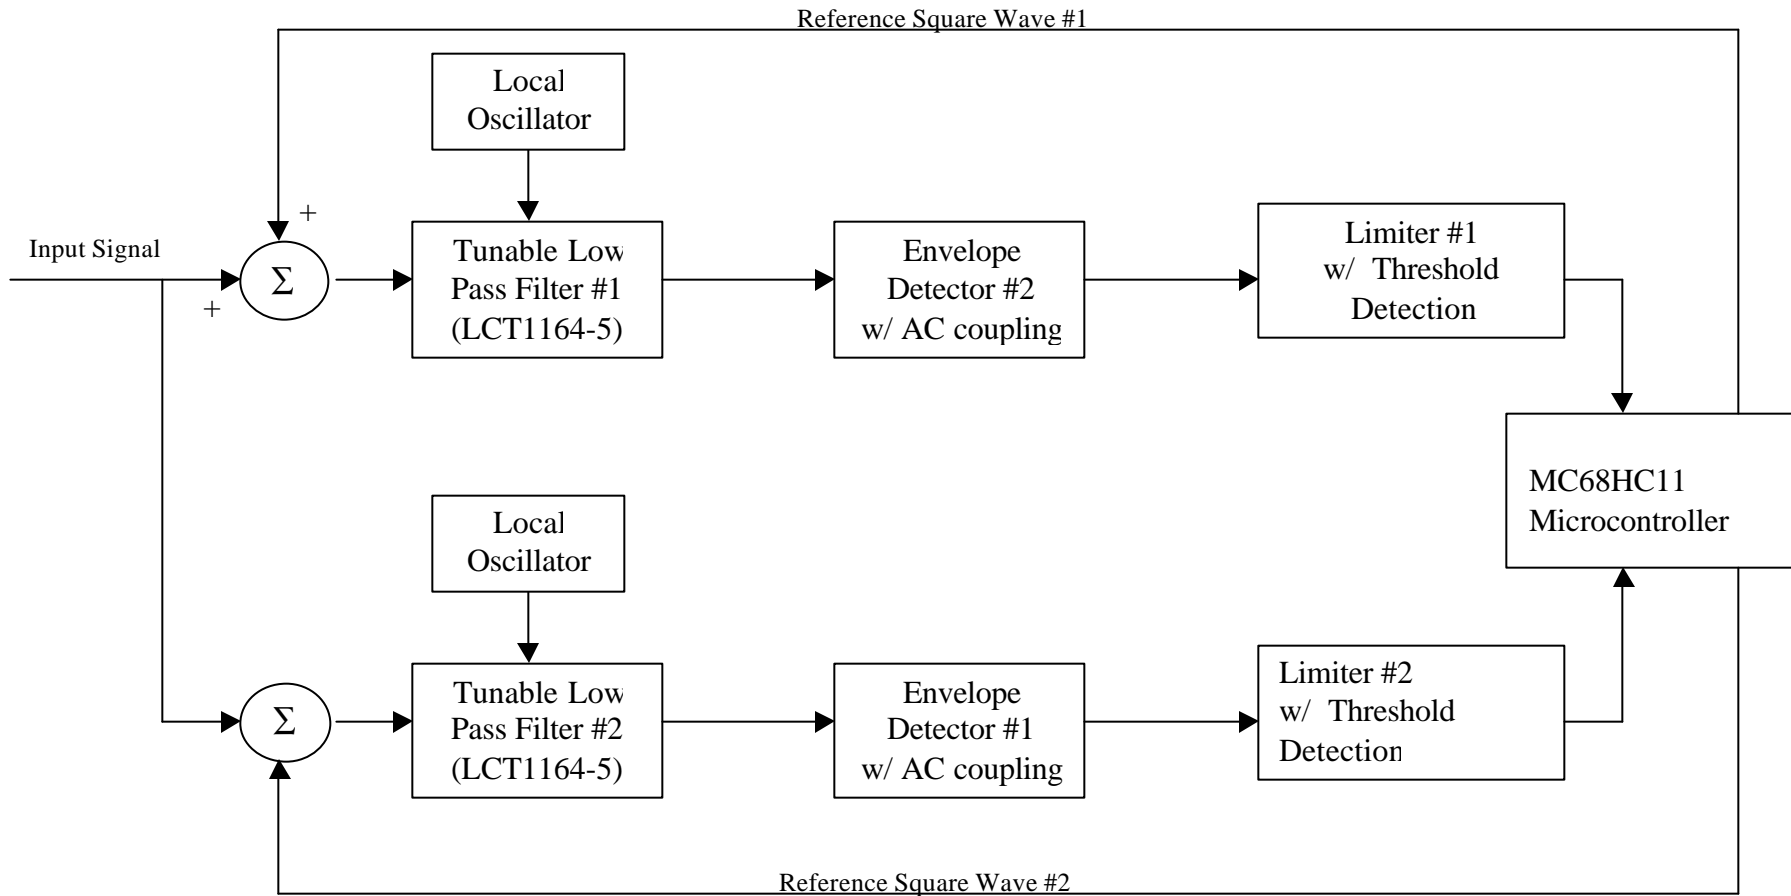 Reference Square Wave #1
Local
Oscillator
+
Input Signal
Σ
+
Tunable Low
Pass Filter #1
(LCT1164-5)
Envelope
Detector #2
w/ AC coupling
Limiter #1
w/ Threshold
Detection
MC68HC11
Microcontroller
Local
Oscillator
Σ
Tunable Low
Pass Filter #2
(LCT1164-5)
Envelope
Detector #1
w/ AC coupling
Limiter #2
w/ Threshold
Detection
Reference Square Wave #2